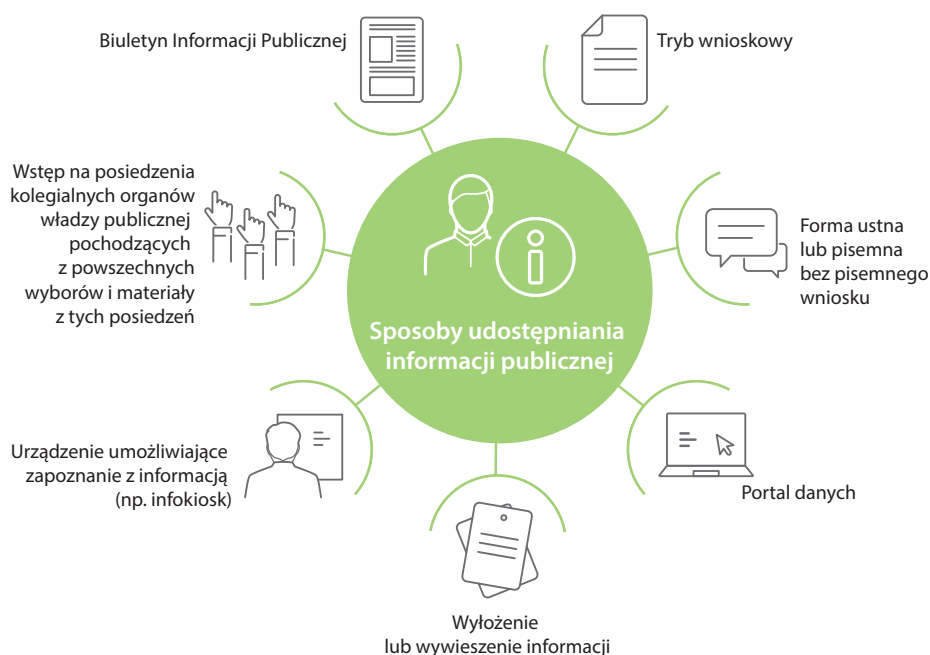 Biuletyn Informacji Publicznej
Tryb wnioskowy
Wstęp na posiedzenia
kolegialnych organów
władzy publicznej
pochodzących
z powszechnych
wyborów i materiały
z tych posiedzeń
Forma ustna
lub pisemna
bez pisemnego
wniosku
Sposoby udostępniania
informacji publicznej
Urządzenie umożliwiające
zapoznanie z informacją
(np. infokiosk)
Portal danych
Wyłożenie
lub wywieszenie informacji